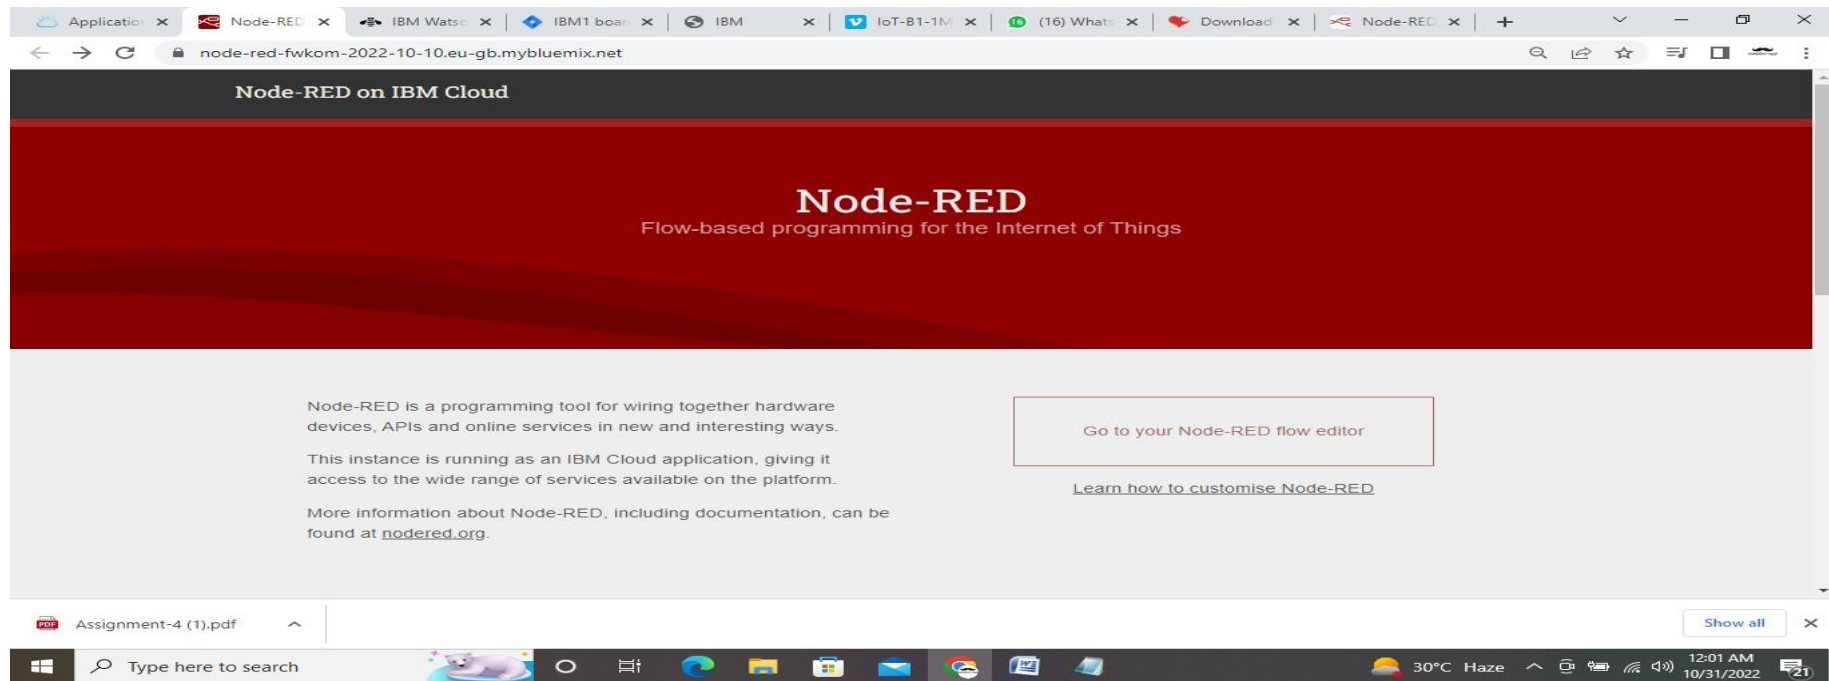 Application
Node-RED
IBM Watso
IBM1 boar
IBM
IoT-B1-1M
(16) Whats
Download
Node-RED
node-red-fwkom-2022-10-10.eu-gb.mybluemix.net
Node-RED on IBM Cloud
Node-RED
Flow-based programming for the Internet of Things
Node-RED is a programming tool for wiring together hardware
devices, APIs and online services in new and interesting ways.
This instance is running as an IBM Cloud application, giving it
access to the wide range of services available on the platform.
More information about Node-RED, including documentation, can be
found at nodered.org.
Go to your Node-RED flow editor
Learn how to customise Node-RED
PDF
Assignment-4 (1).pdf
Show all
Type here to search
30°C Haze
12:01 AM
10/31/2022
21